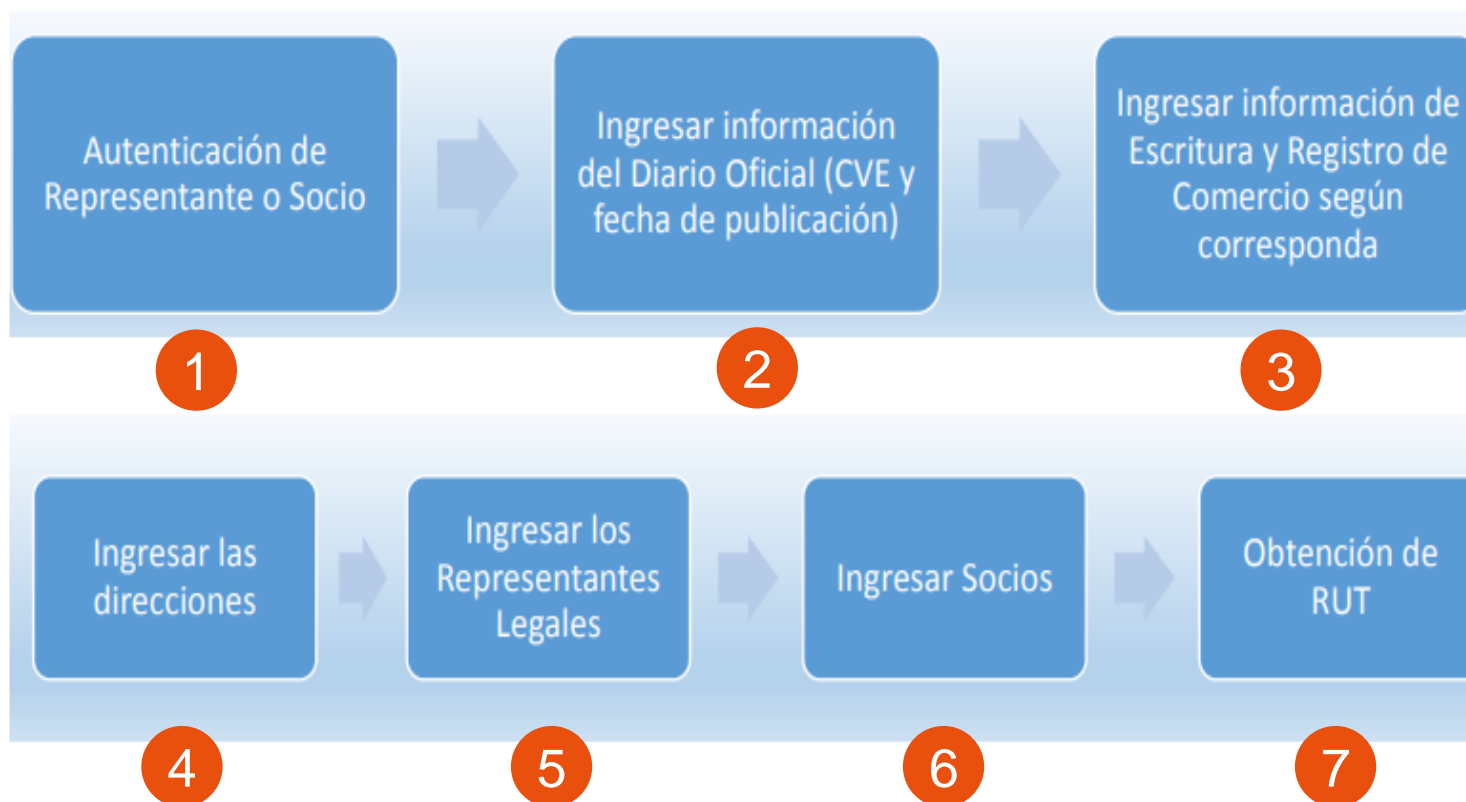 Autenticación de
Representante o Socio
Ingresar información
del Diario Oficial (CVE y
fecha de publicación)
Ingresar información de
Escritura y Registro de
Comercio según
corresponda
1
2
3
Ingresar las
direcciones
Ingresar los
Representantes
Legales
Ingresar Socios
Obtención de
RUT
4
5
6
7